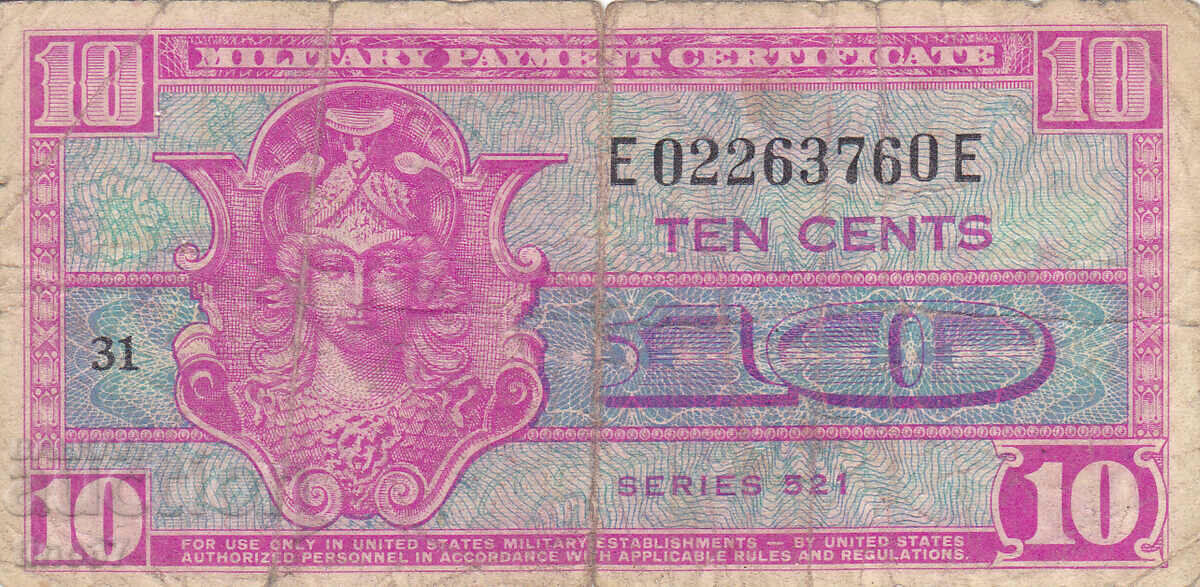 10 MILITARY PAYMENT CERTIFICATE 10
E02263760E
TEN CENTS
31
10
SERIES 521
10 10
FOR USE ONLY IN UNITED STATES MILITARY ESTABLISHMENTS — BY UNITED STATES
AUTHORIZED PERSONNEL IN ACCORDANCE WITH APPLICABLE RULES AND REGULATIONS.